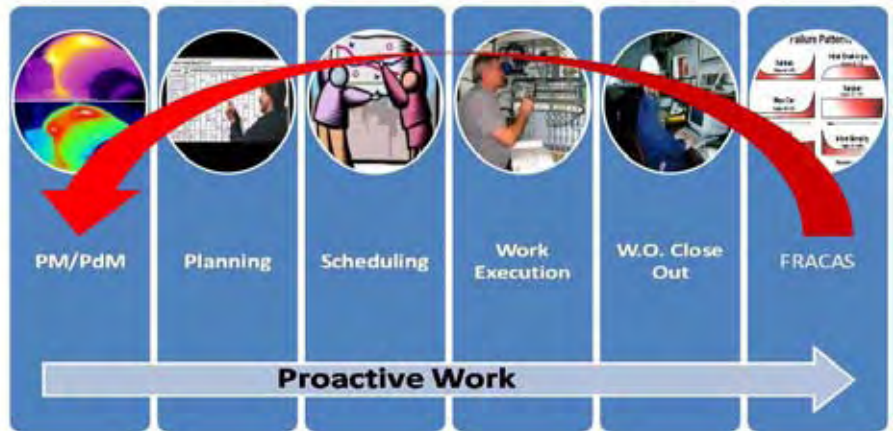 Failure Patterns
PM/PdM
Planning
Scheduling
Work
Execution
W.O. Close
Out
FRACAS
Proactive Work